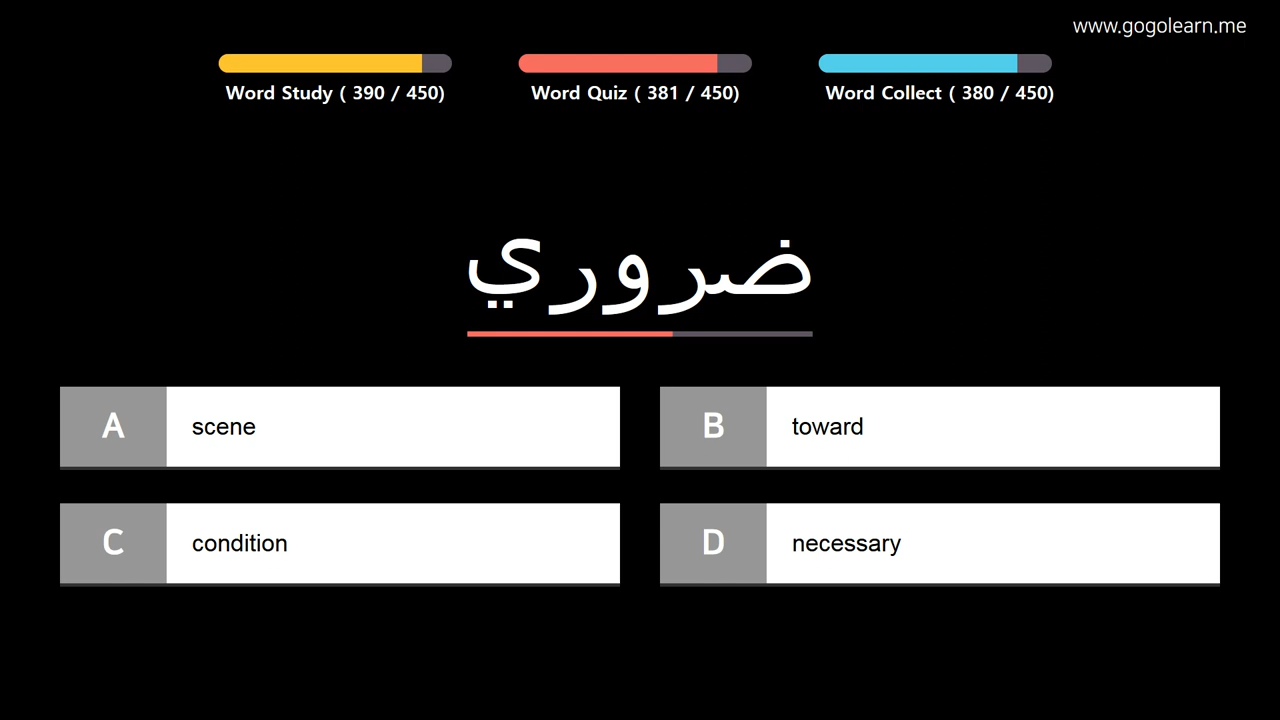 www.gogolearn.me
Word Study ( 390 / 450)
Word Quiz ( 381 / 450)
Word Collect ( 380 / 450)
ضروري
A scene
B toward
C condition
D necessary